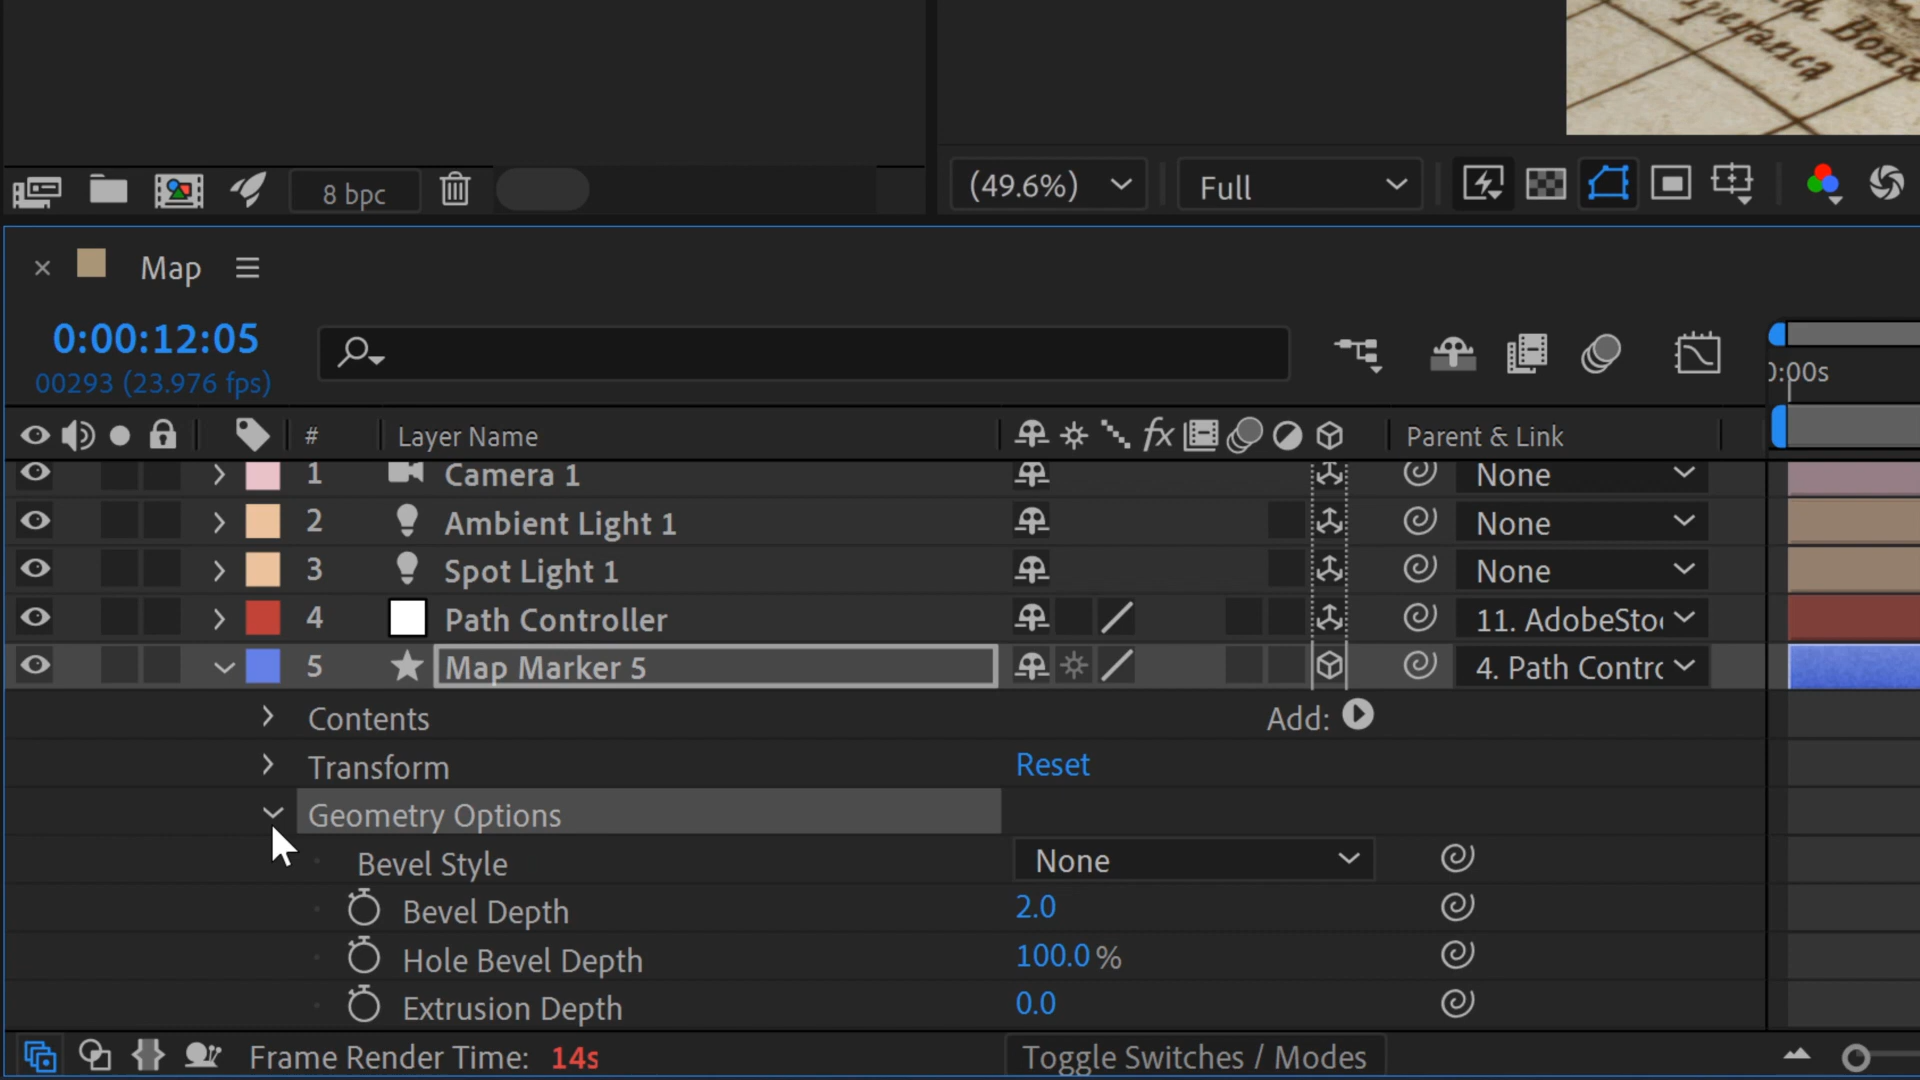 Bona
perança
8 bpc
(49.6%)
Full
Map
0:00:12:05
00293 (23.976 fps)
0:00s
# Layer Name fx Parent & Link
1 Camera 1 None
2 Ambient Light 1 None
3 Spot Light 1 None
4 Path Controller 11. AdobeSto
5 Map Marker 5 4. Path Contr
Contents Add:
Transform Reset
Geometry Options
Bevel Style None
Bevel Depth 2.0
Hole Bevel Depth 100.0 %
Extrusion Depth 0.0
Frame Render Time: 14s Toggle Switches / Modes